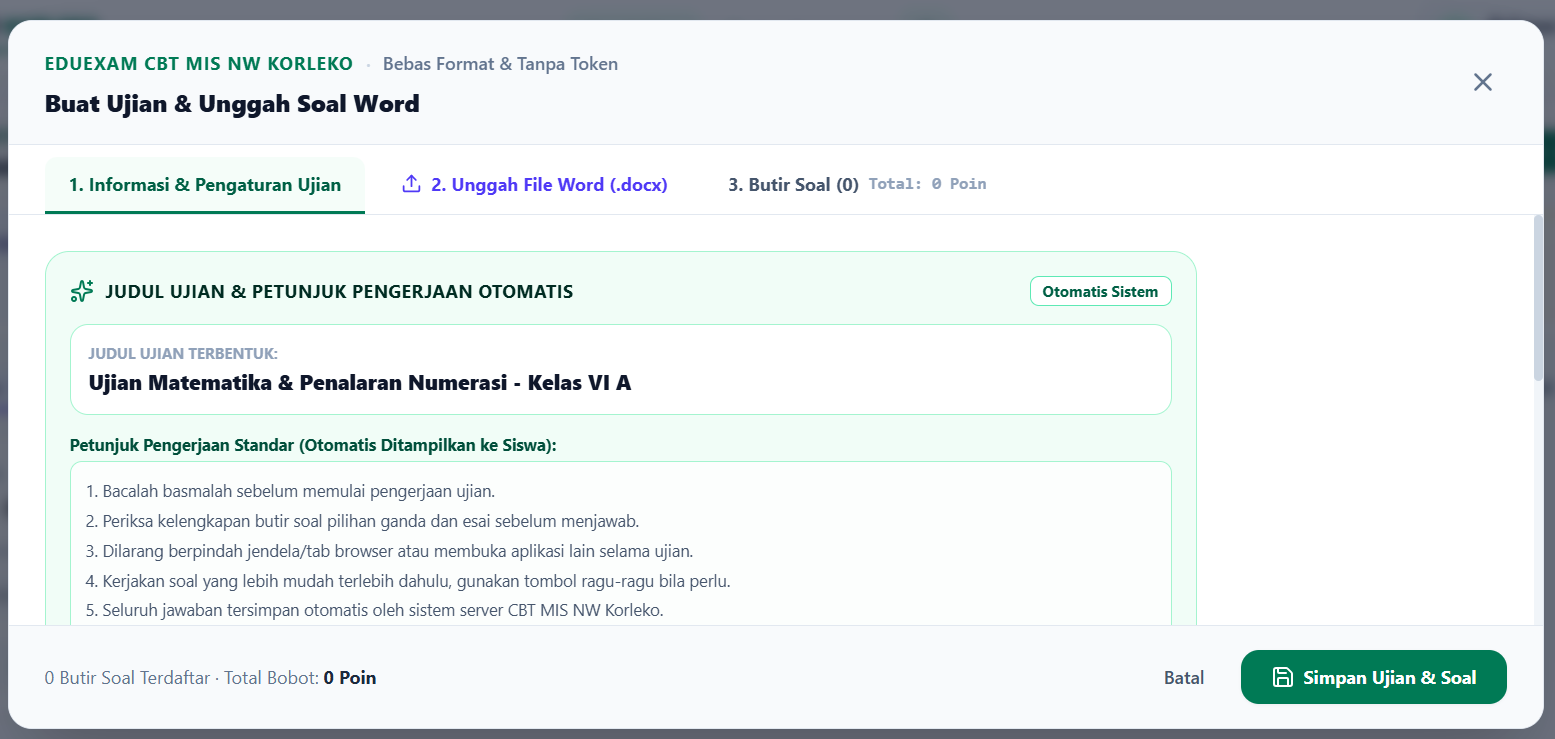 EDUEXAM CBT MIS NW KORLEKO · Bebas Format & Tanpa Token
Buat Ujian & Unggah Soal Word
1. Informasi & Pengaturan Ujian
2. Unggah File Word (.docx)
3. Butir Soal (0) Total: 0 Poin
JUDUL UJIAN & PETUNJUK PENGERJAAN OTOMATIS
Otomatis Sistem
JUDUL UJIAN TERBENTUK:
Ujian Matematika & Penalaran Numerasi - Kelas VI A
Petunjuk Pengerjaan Standar (Otomatis Ditampilkan ke Siswa):
1. Bacalah basmalah sebelum memulai pengerjaan ujian.
2. Periksa kelengkapan butir soal pilihan ganda dan esai sebelum menjawab.
3. Dilarang berpindah jendela/tab browser atau membuka aplikasi lain selama ujian.
4. Kerjakan soal yang lebih mudah terlebih dahulu, gunakan tombol ragu-ragu bila perlu.
5. Seluruh jawaban tersimpan otomatis oleh sistem server CBT MIS NW Korleko.
0 Butir Soal Terdaftar · Total Bobot: 0 Poin
Batal
Simpan Ujian & Soal